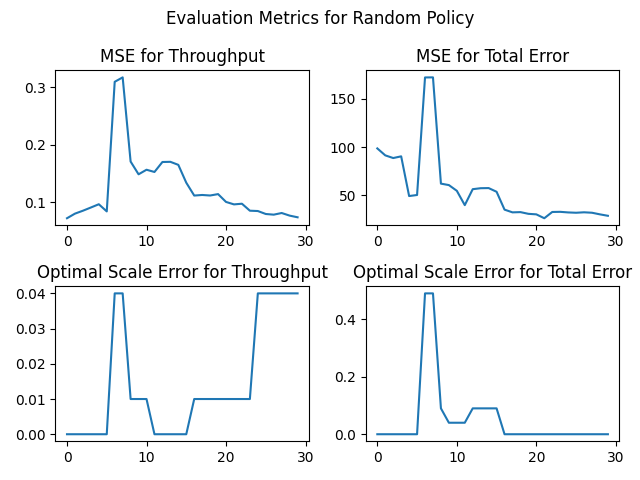 Evaluation Metrics for Random Policy
MSE for Throughput
0.3
0.2
0.1
0 10 20 30
MSE for Total Error
150
100
50
0 10 20 30
Optimal Scale Error for Throughput
0.04
0.03
0.02
0.01
0.00
0 10 20 30
Optimal Scale Error for Total Error
0.4
0.2
0.0
0 10 20 30